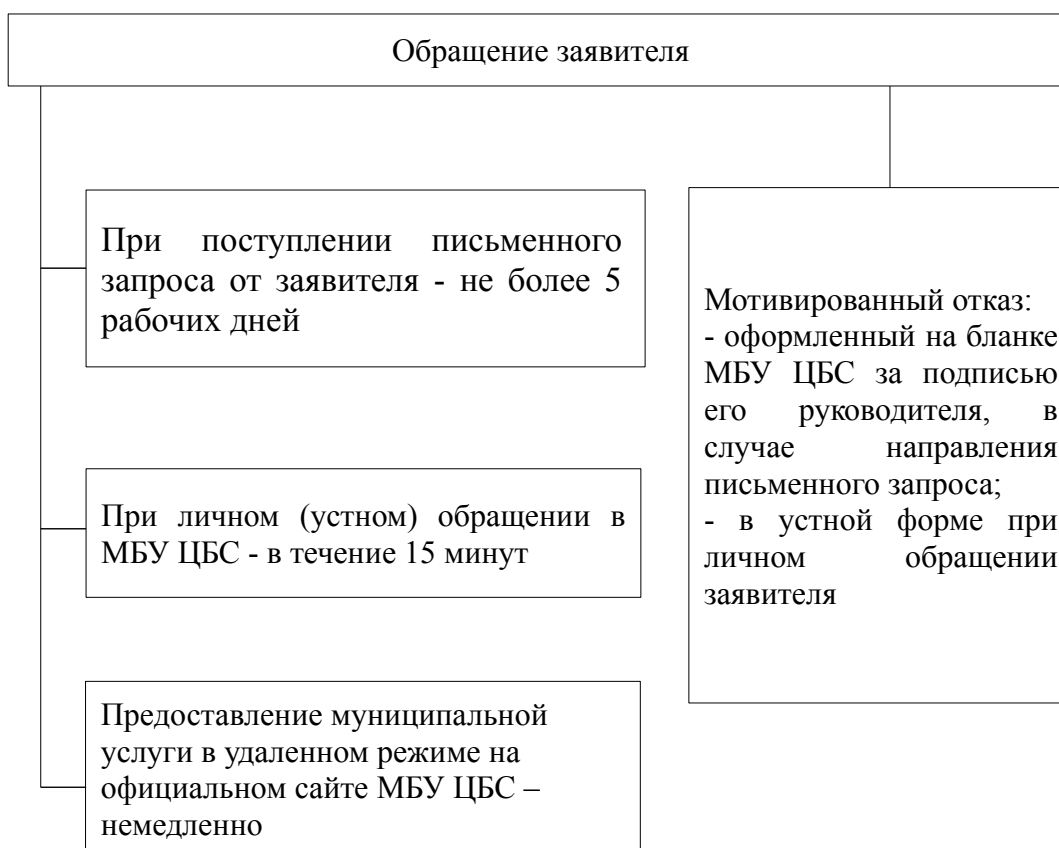 Обращение заявителя
При поступлении письменного
запроса от заявителя - не более 5
рабочих дней
При личном (устном) обращении в
МБУ ЦБС - в течение 15 минут
Предоставление муниципальной
услуги в удаленном режиме на
официальном сайте МБУ ЦБС –
немедленно
Мотивированный отказ:
- оформленный на бланке
МБУ ЦБС за подписью
его руководителя, в
случае направления
письменного запроса;
- в устной форме при
личном обращении
заявителя